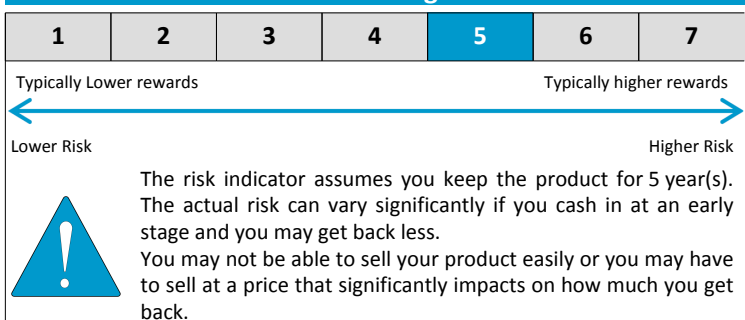 1 2 3 4 5 6 7
Typically Lower rewards Typically higher rewards
Lower Risk Higher Risk
The risk indicator assumes you keep the product for 5 year(s).
The actual risk can vary significantly if you cash in at an early
stage and you may get back less.
You may not be able to sell your product easily or you may have
to sell at a price that significantly impacts on how much you get
back.